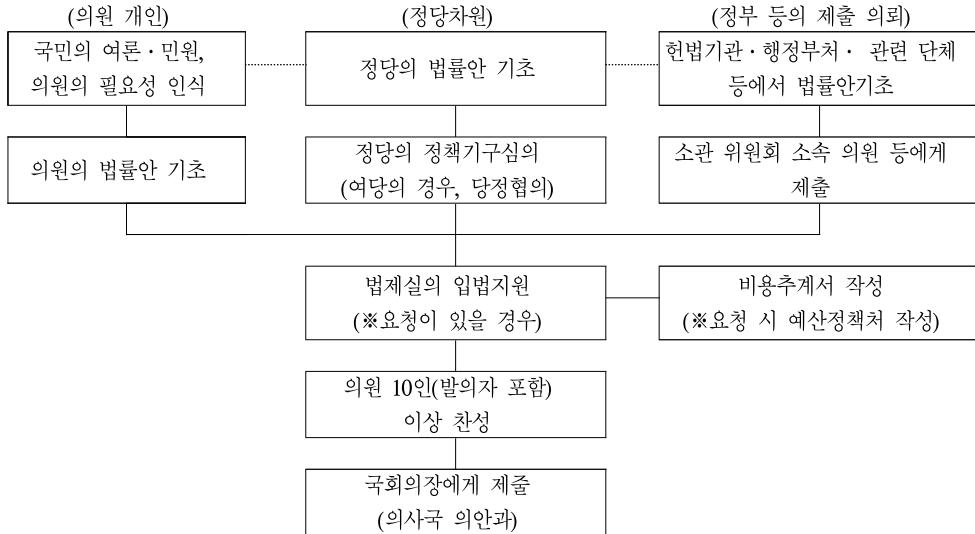 (의원 개인)
(정당차원)
(정부 등의 제출 의뢰)
국민의 여론·민원,
의원의 필요성 인식
정당의 법률안 기초
헌법기관·행정부처· 관련 단체
등에서 법률안기초
의원의 법률안 기초
정당의 정책기구심의
(여당의 경우, 당정협의)
소관 위원회 소속 의원 등에게
제출
법제실의 입법지원
(※요청이 있을 경우)
비용추계서 작성
(※요청 시 예산정책처 작성)
의원 10인(발의자 포함)
이상 찬성
국회의장에게 제줄
(의사국 의안과)